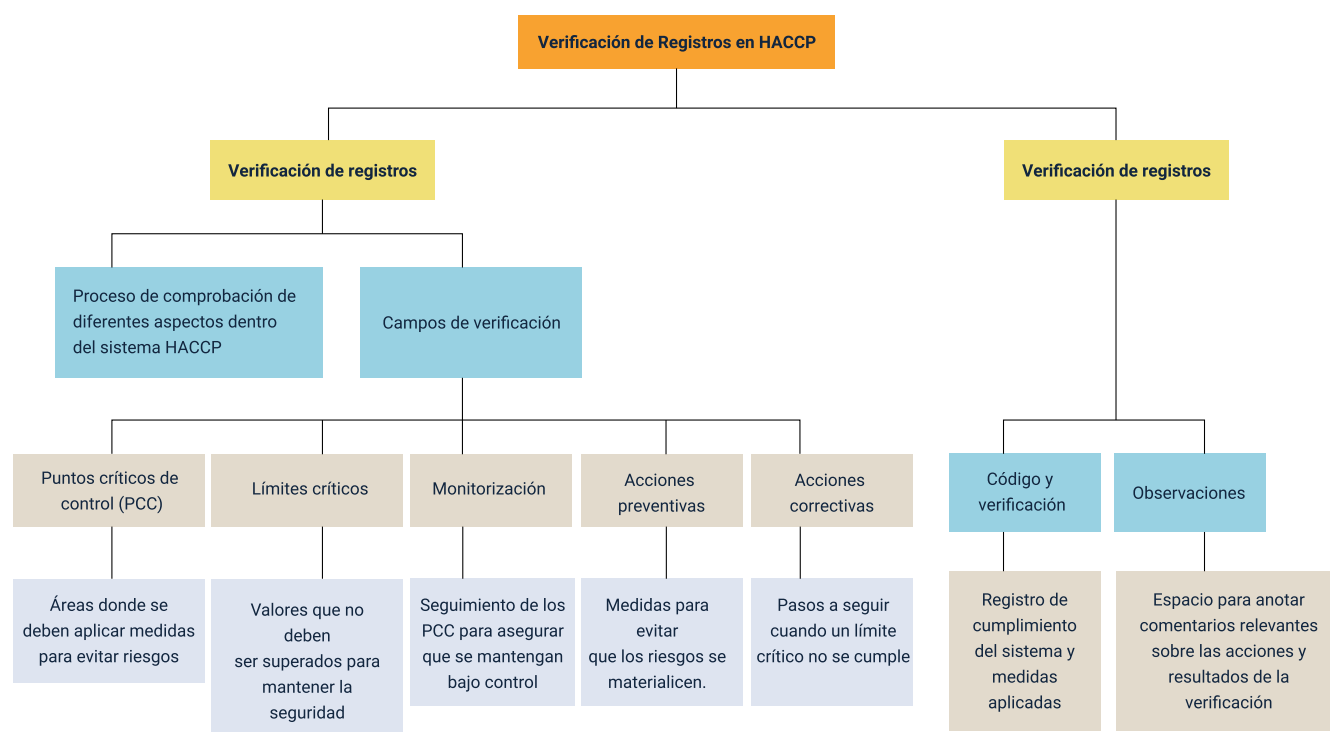 Verificación de Registros en HACCP
Verificación de registros
Verificación de registros
Proceso de comprobación de
diferentes aspectos dentro
del sistema HACCP
Campos de verificación
Puntos críticos de
control (PCC)
Límites críticos
Monitorización
Acciones
preventivas
Acciones
correctivas
Código y
verificación
Observaciones
Áreas donde se
deben aplicar medidas
para evitar riesgos
Valores que no
deben
ser superados para
mantener la
seguridad
Seguimiento de los
PCC para asegurar
que se mantengan
bajo control
Medidas para
evitar
que los riesgos se
materialicen.
Pasos a seguir
cuando un límite
crítico no se cumple
Registro de
cumplimiento
del sistema y
medidas
aplicadas
Espacio para anotar
comentarios relevantes
sobre las acciones y
resultados de la
verificación